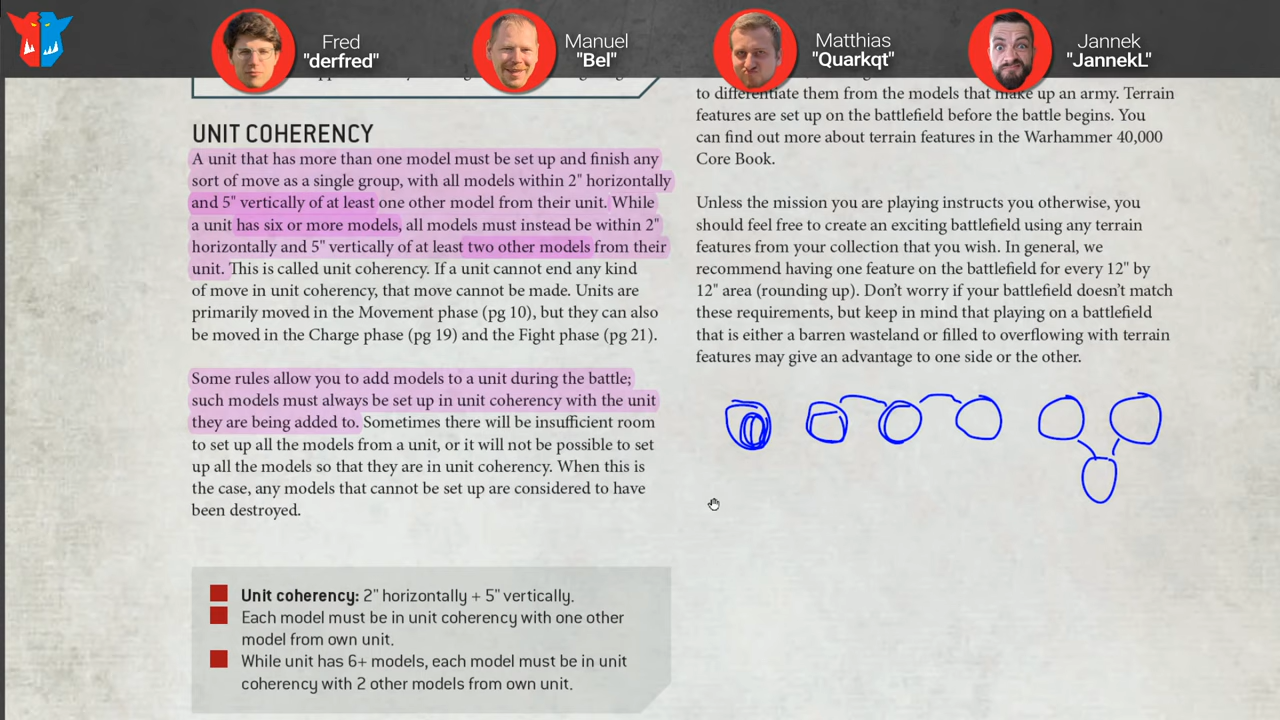 Fred
"derfred"
Manuel
"Bel"
Matthias
"Quarkqt"
Jannek
"JannekL"
UNIT COHERENCY
A unit that has more than one model must be set up and finish any
sort of move as a single group, with all models within 2" horizontally
and 5" vertically of at least one other model from their unit. While
a unit has six or more models, all models must instead be within 2"
horizontally and 5" vertically of at least two other models from their
unit. This is called unit coherency. If a unit cannot end any kind
of move in unit coherency, that move cannot be made. Units are
primarily moved in the Movement phase (pg 10), but they can also
be moved in the Charge phase (pg 19) and the Fight phase (pg 21).
Some rules allow you to add models to a unit during the battle;
such models must always be set up in unit coherency with the unit
they are being added to. Sometimes there will be insufficient room
to set up all the models from a unit, or it will not be possible to set
up all the models so that they are in unit coherency. When this is
the case, any models that cannot be set up are considered to have
been destroyed.
Unit coherency: 2" horizontally + 5" vertically.
Each model must be in unit coherency with one other
model from own unit.
While unit has 6+ models, each model must be in unit
coherency with 2 other models from own unit.
to differentiate them from the models that make up an army. Terrain
features are set up on the battlefield before the battle begins. You
can find out more about terrain features in the Warhammer 40,000
Core Book.
Unless the mission you are playing instructs you otherwise, you
should feel free to create an exciting battlefield using any terrain
features from your collection that you wish. In general, we
recommend having one feature on the battlefield for every 12" by
12" area (rounding up). Don't worry if your battlefield doesn't match
these requirements, but keep in mind that playing on a battlefield
that is either a barren wasteland or filled to overflowing with terrain
features may give an advantage to one side or the other.